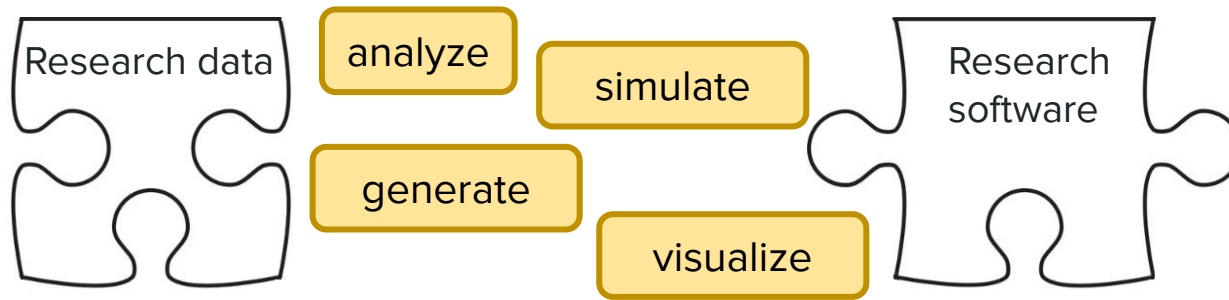 Research data
analyze
simulate
generate
visualize
Research
software